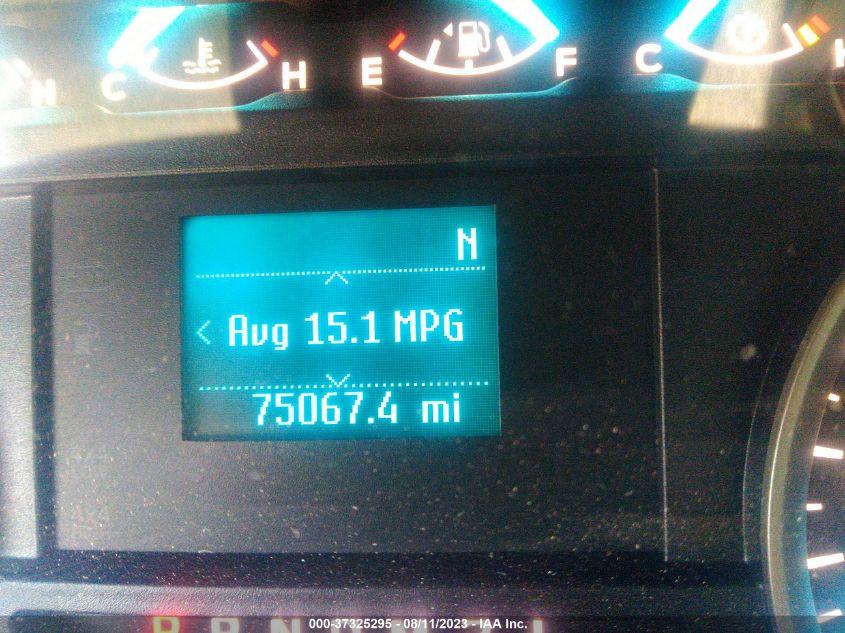 H C H E F C H
N
< Avg 15.1 MPG
75067.4 mi
P R N D
000-37325295 - 08/11/2023 - IAA Inc.